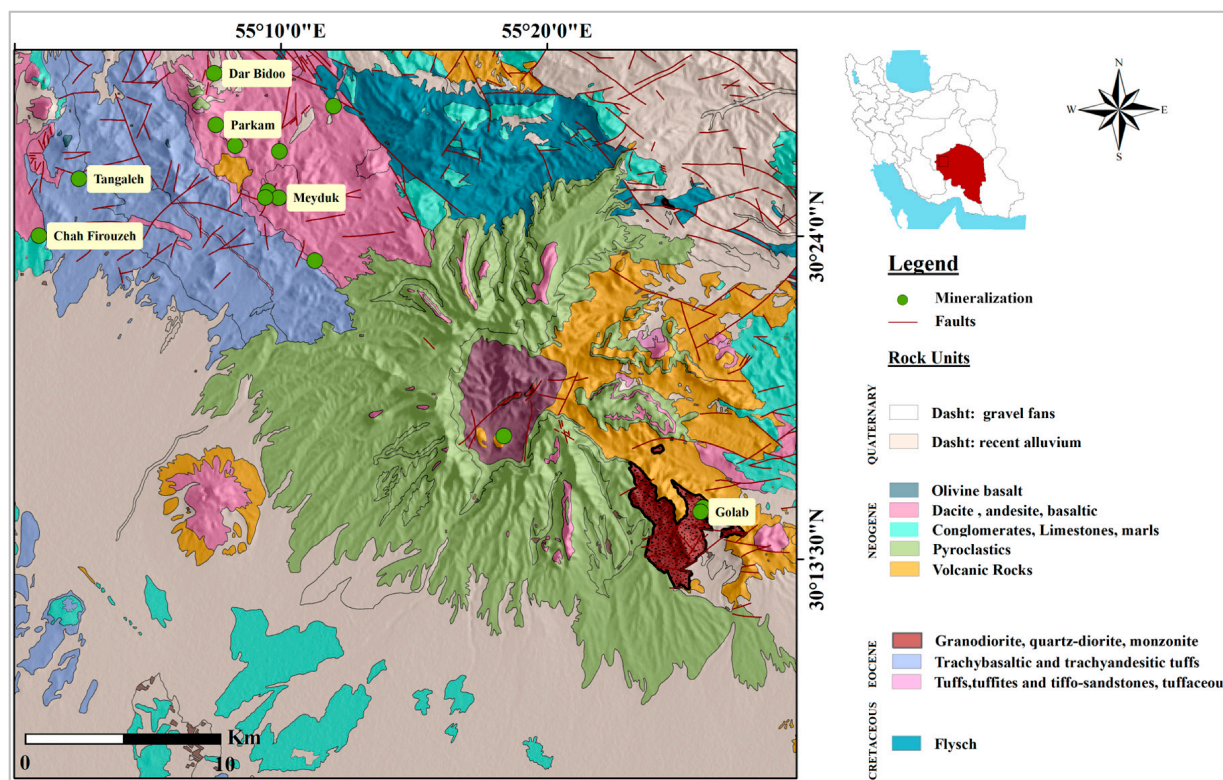 55°10'0"E
55°20'0"E
Dar Bidoo
Parkam
Tangaleh
Meyduk
Chah Firouzeh
30°24'0"N
Golab
30°13'30"N
Km
10
N
W
E
S
Legend
Mineralization
Faults
Rock Units
QUATERNARY
Dasht: gravel fans
Dasht: recent alluvium
NEOGENE
Olivine basalt
Dacite , andesite, basaltic
Conglomerates, Limestones, marls
Pyroclastics
Volcanic Rocks
EOCENE
Granodiorite, quartz-diorite, monzonite
Trachybasaltic and trachyandesitic tuffs
Tuffs,tuffites and tiffo-sandstones, tuffaceou
CRETACEOUS
Flysch